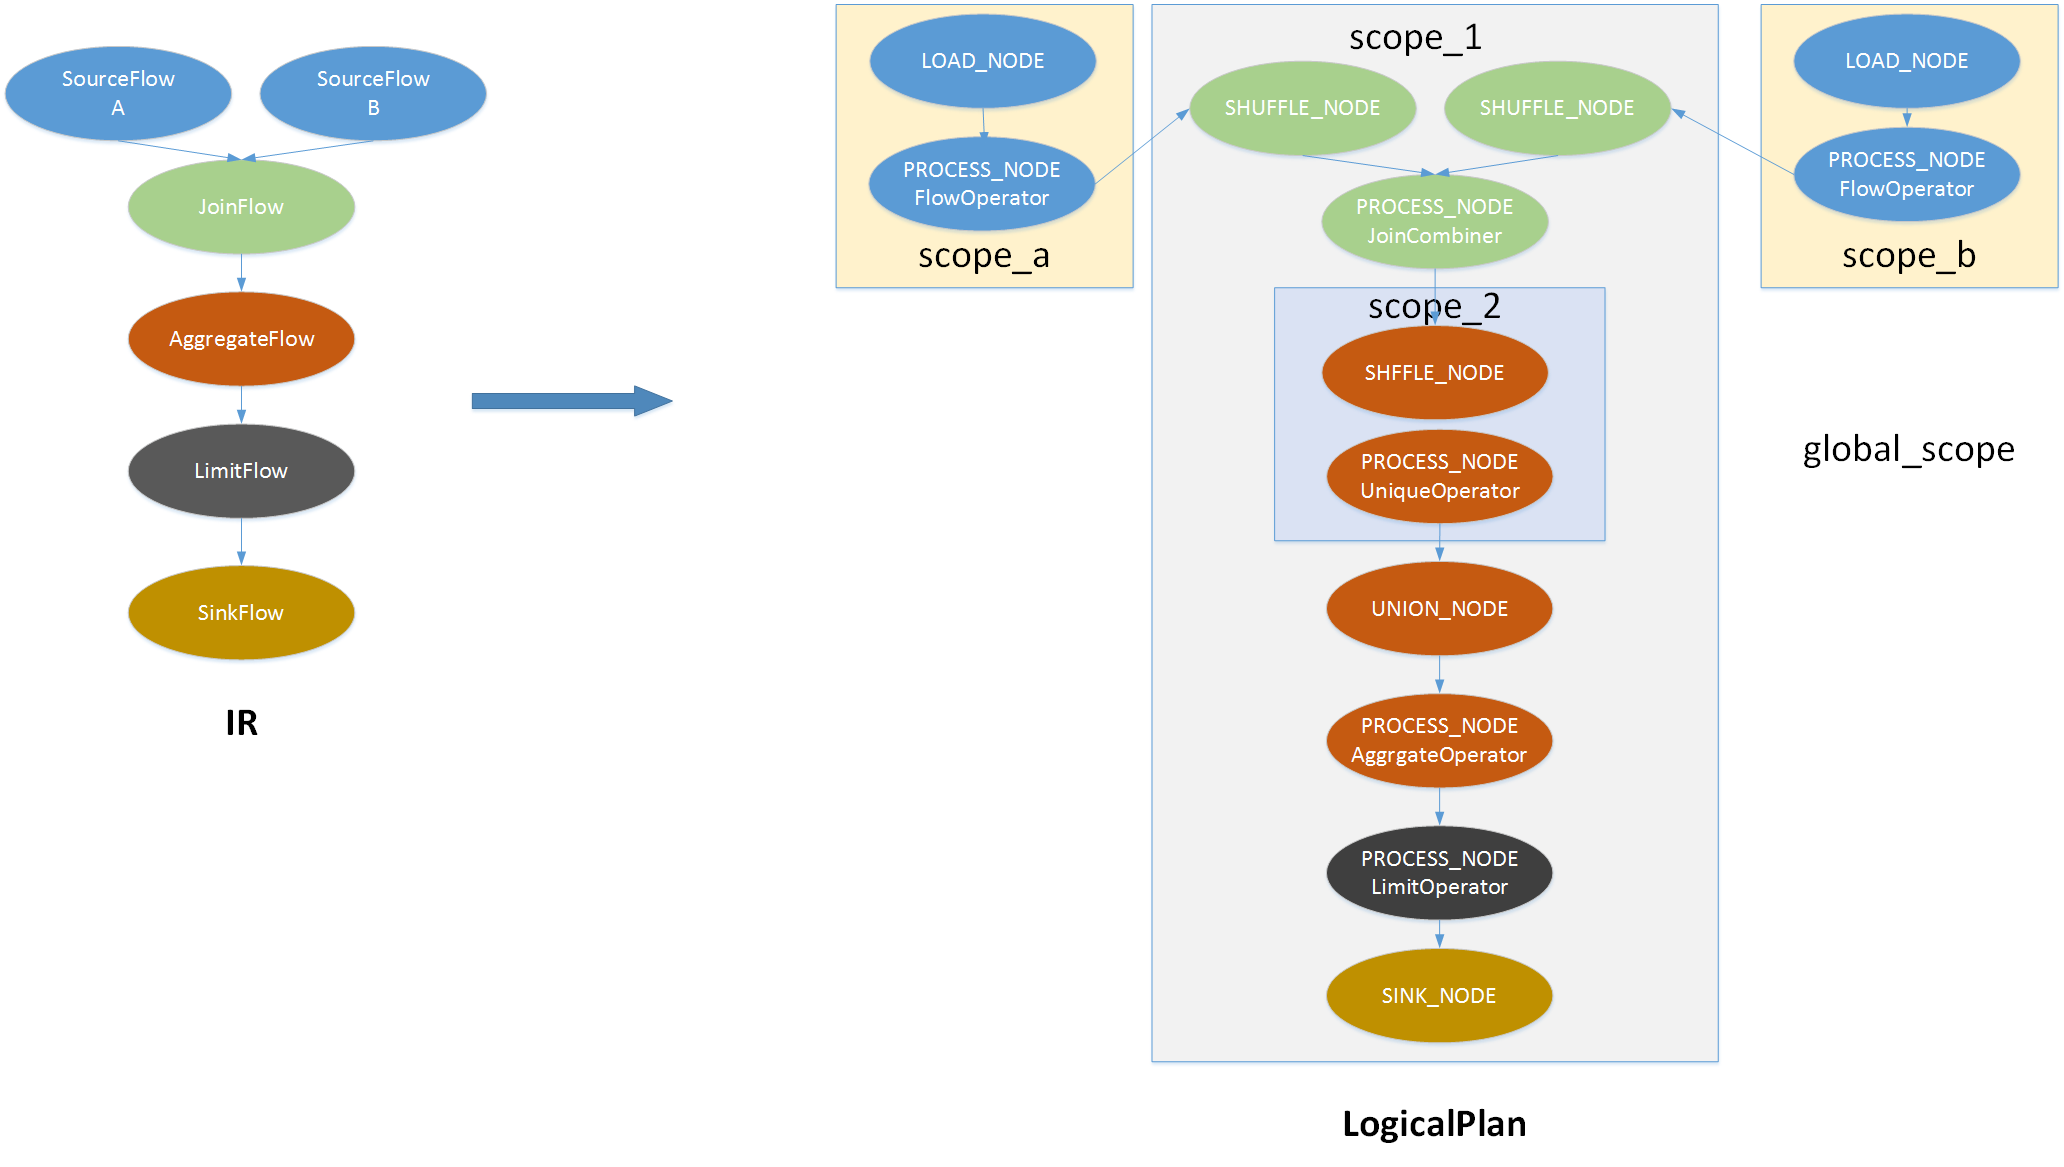 SourceFlow
A
SourceFlow
B
JoinFlow
AggregateFlow
LimitFlow
SinkFlow
IR
LOAD_NODE
PROCESS_NODE
FlowOperator
scope_a
scope_1
SHUFFLE_NODE
SHUFFLE_NODE
PROCESS_NODE
JoinCombiner
scope_2
SHFFLE_NODE
PROCESS_NODE
UniqueOperator
UNION_NODE
PROCESS_NODE
AggrgateOperator
PROCESS_NODE
LimitOperator
SINK_NODE
LOAD_NODE
PROCESS_NODE
FlowOperator
scope_b
global_scope
LogicalPlan